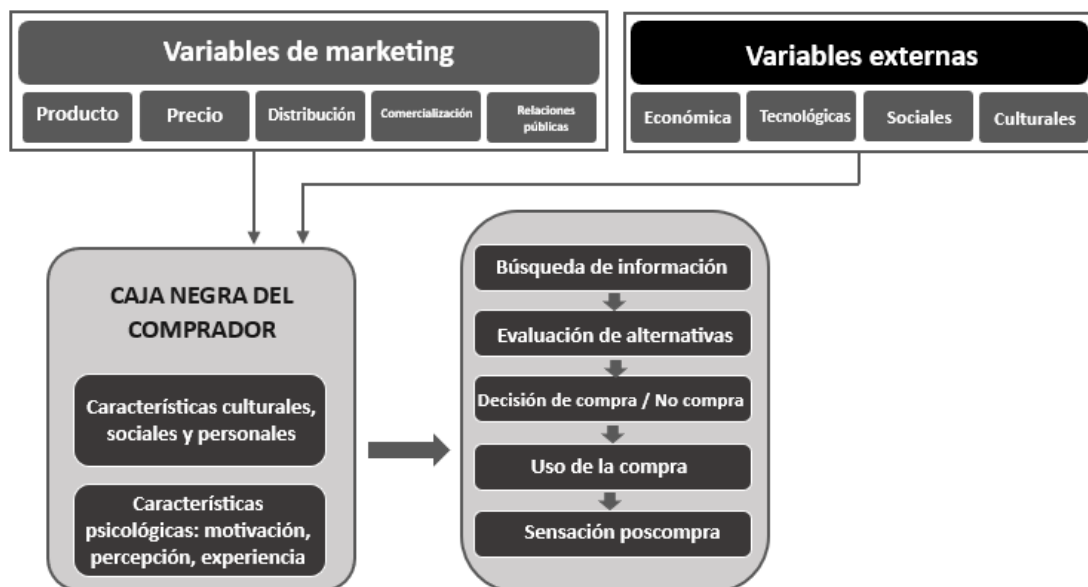 Variables de marketing
Producto
Precio
Distribución
Comercialización
Relaciones
públicas
Variables externas
Económica
Tecnológicas
Sociales
Culturales
CAJA NEGRA DEL
COMPRADOR
Características culturales,
sociales y personales
Características
psicológicas: motivación,
percepción, experiencia
Búsqueda de información
Evaluación de alternativas
Decisión de compra / No compra
Uso de la compra
Sensación poscompra